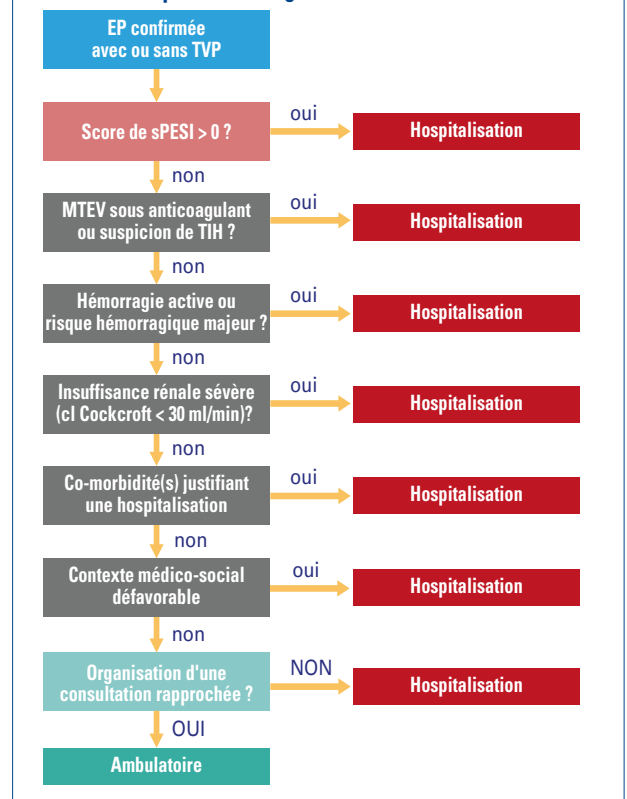 EP confirmée
avec ou sans TVP
Score de sPESI > 0 ?
oui
Hospitalisation
non
MTEV sous anticoagulant
ou suspicion de TIH ?
oui
Hospitalisation
non
Hémorragie active ou
risque hémorragique majeur ?
oui
Hospitalisation
non
Insuffisance rénale sévère
(cl Cockcroft < 30 ml/min)?
oui
Hospitalisation
non
Co-morbidité(s) justifiant
une hospitalisation
oui
Hospitalisation
non
Contexte médico-social
défavorable
oui
Hospitalisation
non
Organisation d'une
consultation rapprochée ?
NON
Hospitalisation
OUI
Ambulatoire